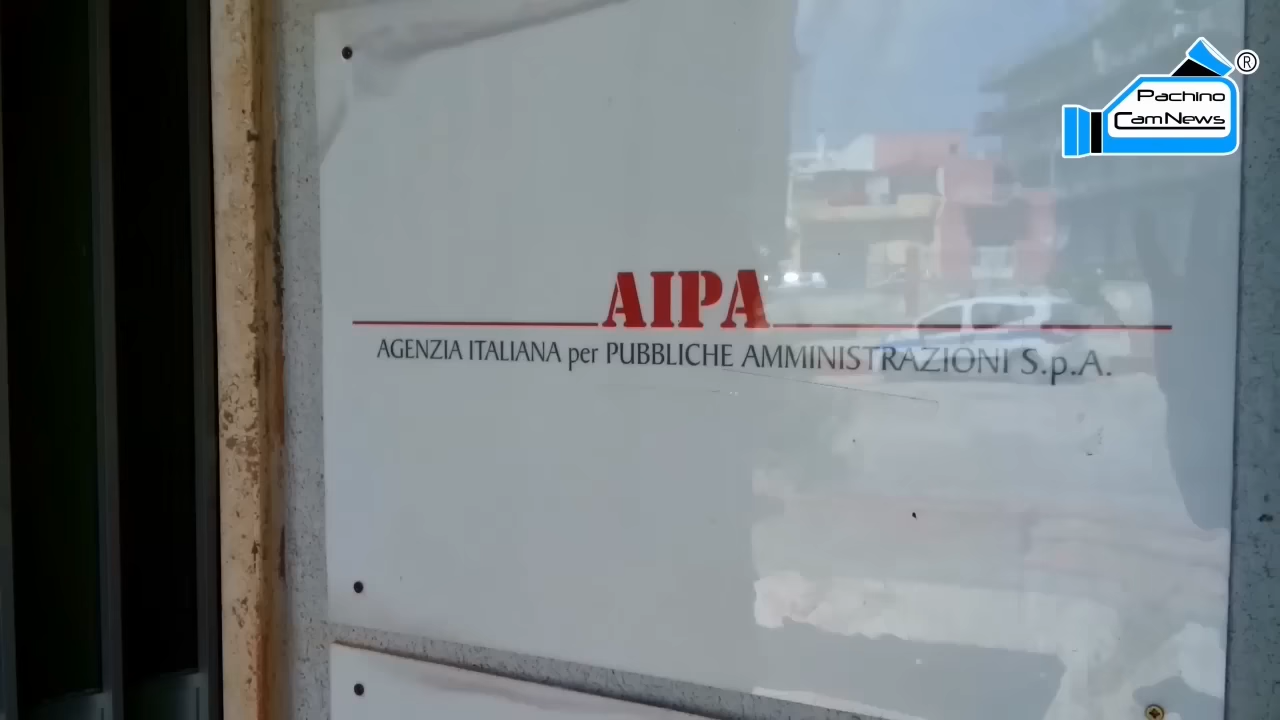 Pachino
CamNews
®
AIPA
AGENZIA ITALIANA per PUBBLICHE AMMINISTRAZIONI S.p.A.